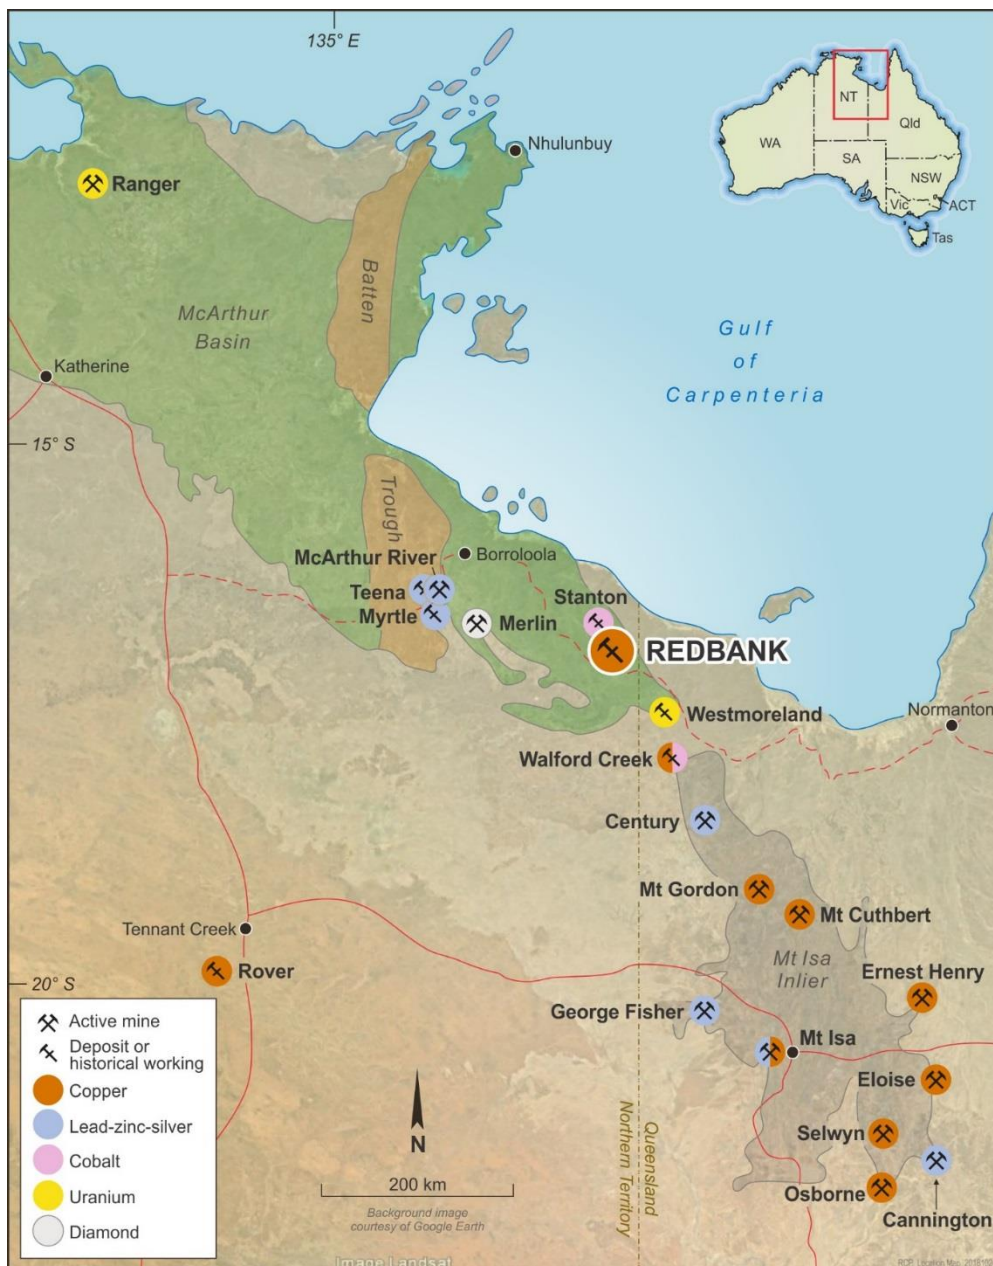 135° E
Nhulunbuy
Ranger
NT
WA
Qld
SA
NSW
Vic
ACT
Tas
Batten
McArthur
Basin
Gulf
of
Carpenteria
Katherine
15° S
Trough
McArthur River
Borroloola
Teena
Myrtle
Merlin
Stanton
REDBANK
Westmoreland
Normanton
Walford Creek
Century
Mt Gordon
Mt Cuthbert
Tennant Creek
Rover
Mt Isa
Inlier
Ernest Henry
20° S
George Fisher
Mt Isa
Eloise
Selwyn
Osborne
Cannington
Active mine
Deposit or
historical working
Copper
Lead-zinc-silver
Cobalt
Uranium
Diamond
N
200 km
Background image
courtesy of Google Earth
Northern Territory
Queensland
Image Landsat